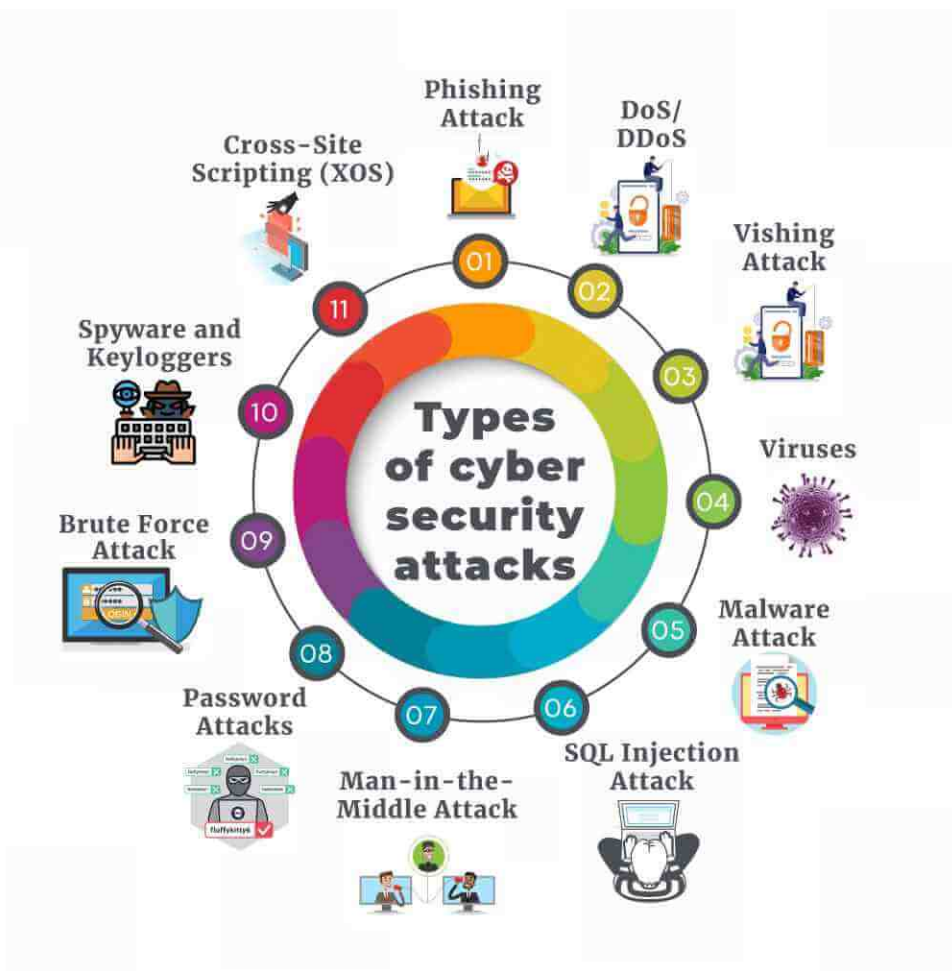 Phishing
Attack
01
DoS/
DDoS
02
Vishing
Attack
03
Viruses
04
Malware
Attack
05
SQL Injection
Attack
06
Man-in-the-
Middle Attack
07
Password
Attacks
fluffykitty6
08
Brute Force
Attack
LOGIN
09
Spyware and
Keyloggers
10
Cross-Site
Scripting (XOS)
11
Types
of cyber
security
attacks